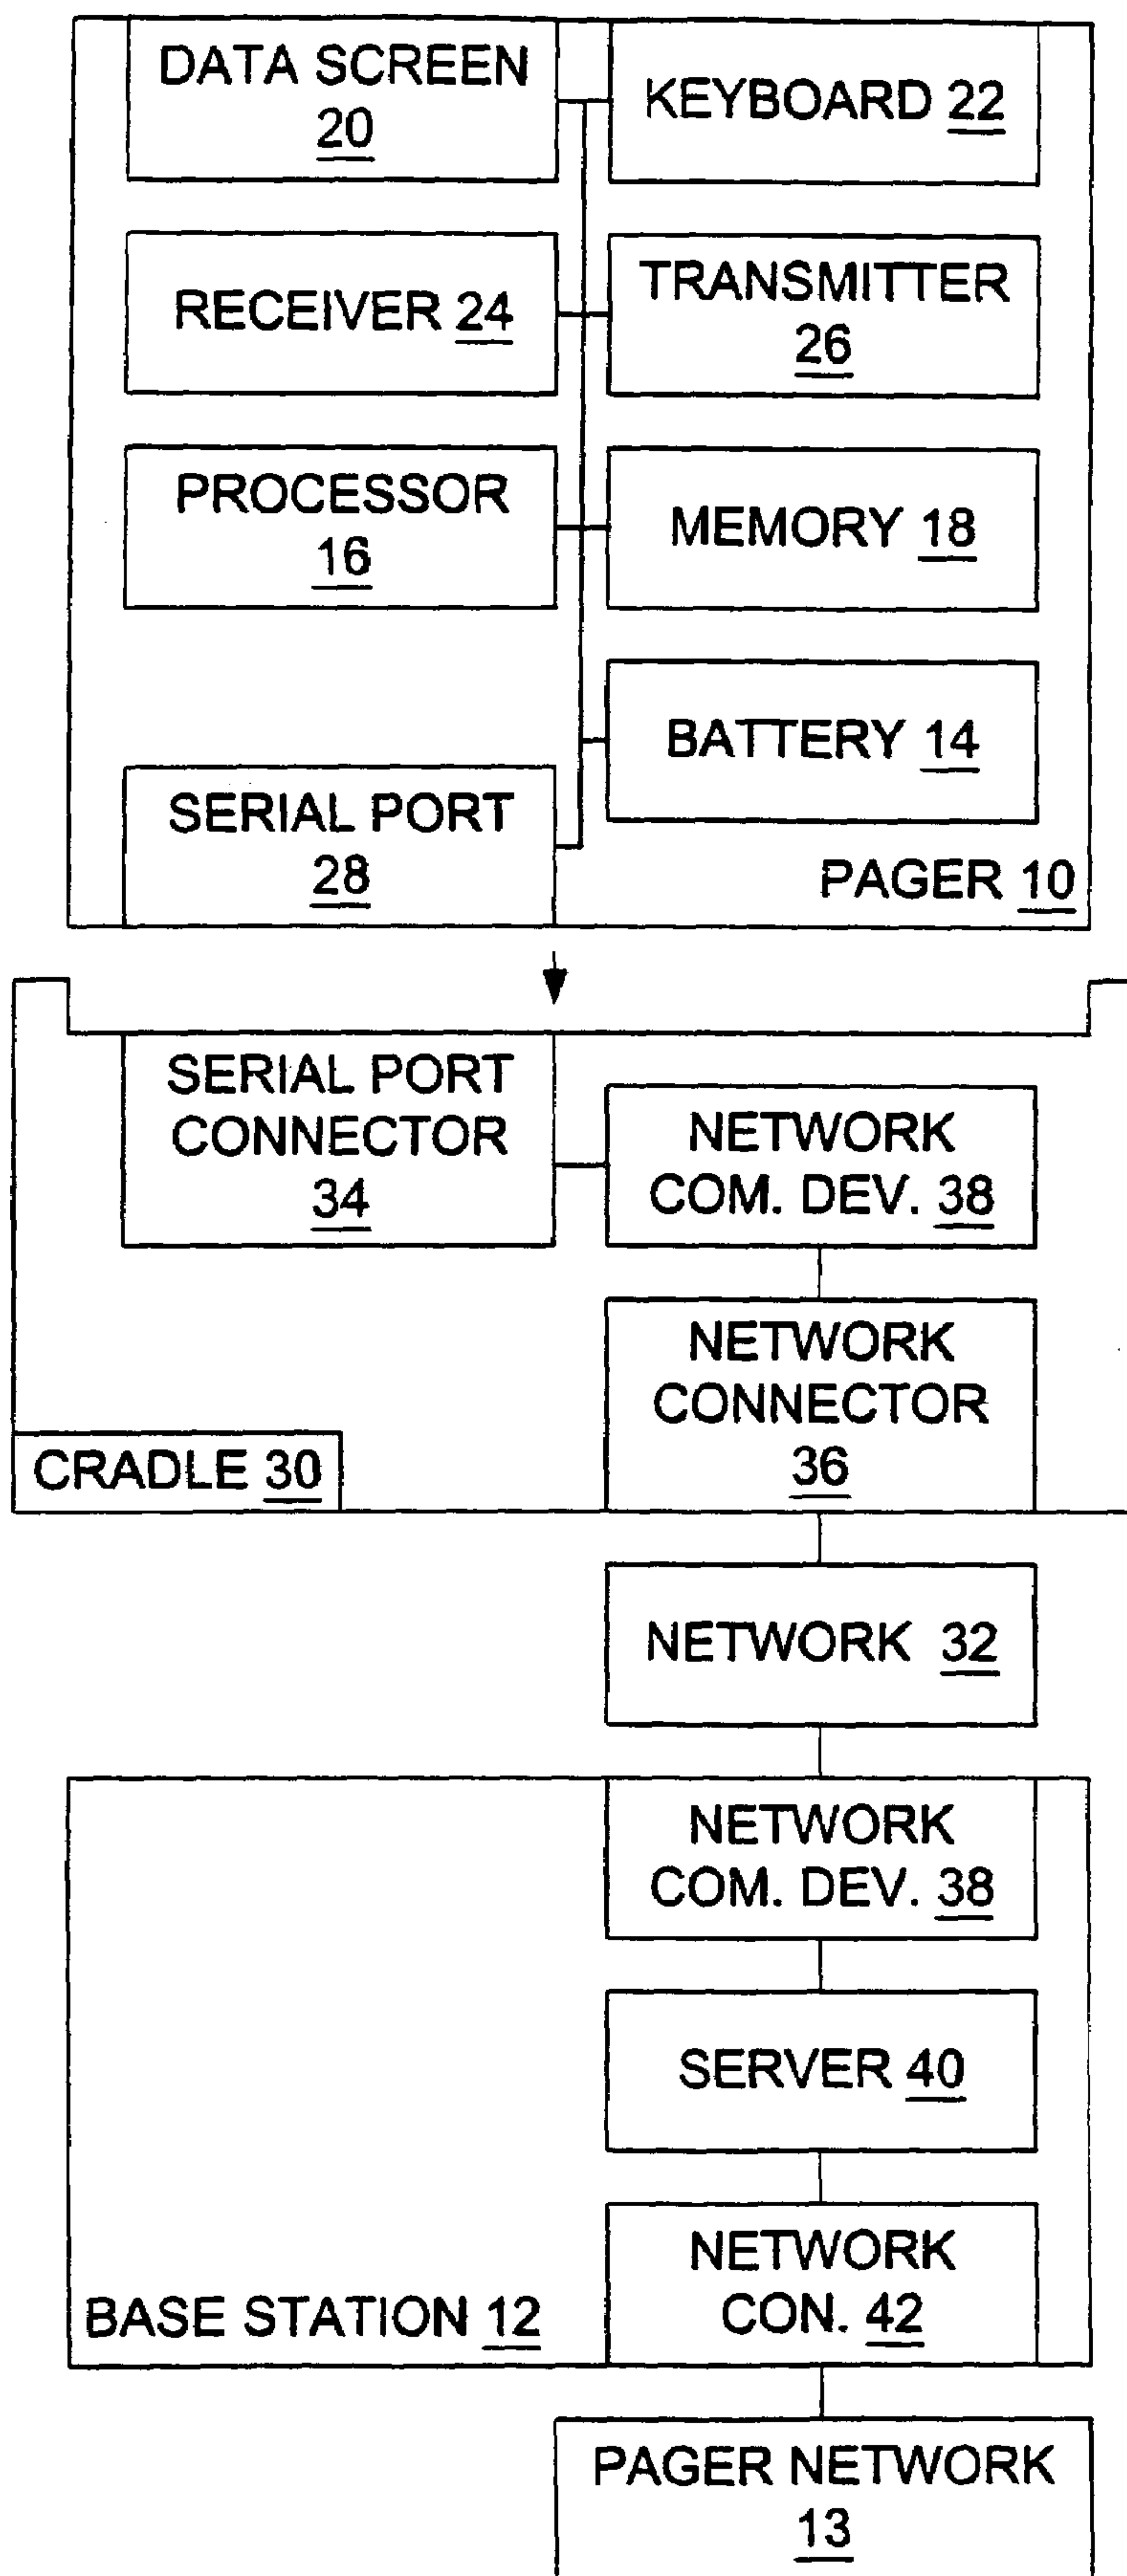 DATA SCREEN
20
KEYBOARD 22
RECEIVER 24
TRANSMITTER
26
PROCESSOR
16
MEMORY 18
BATTERY 14
SERIAL PORT
28
PAGER 10
SERIAL PORT
CONNECTOR
34
NETWORK
COM. DEV. 38
NETWORK
CONNECTOR
36
CRADLE 30
NETWORK 32
NETWORK
COM. DEV. 38
SERVER 40
NETWORK
CON. 42
BASE STATION 12
PAGER NETWORK
13